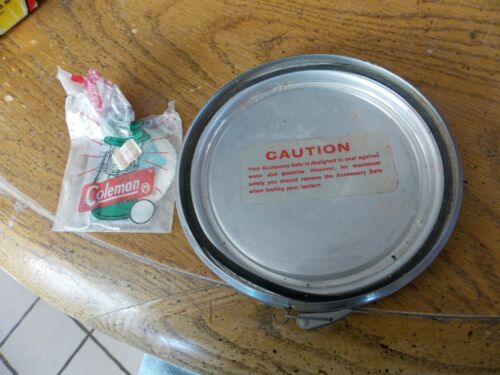 Coleman
CAUTION
Your Accessory Safe is designed to seal against
water and gasoline. However, for maximum
safety you should remove the Accessory Safe
when fueling your lantern.